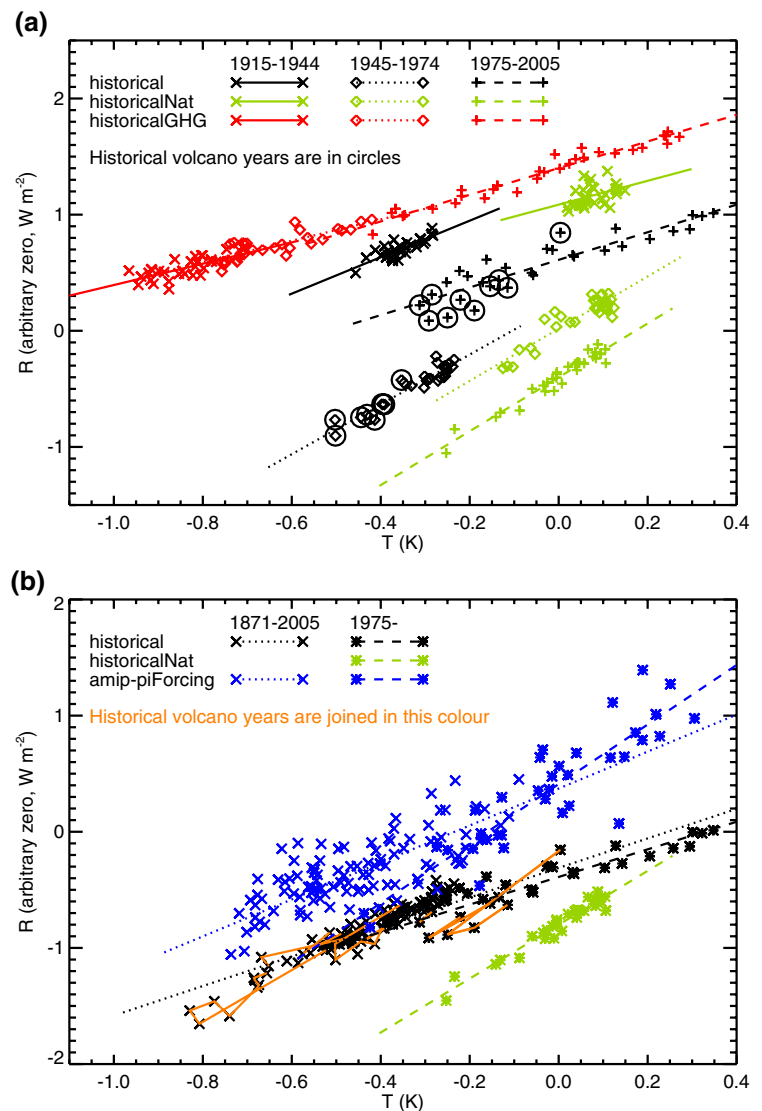 (a)
1915-1944 1945-1974 1975-2005
historical
historicalNat
historicalGHG
Historical volcano years are in circles
2
1
0
-1
R (arbitrary zero, W m-2)
-1.0 -0.8 -0.6 -0.4 -0.2 0.0 0.2 0.4
T (K)
(b)
1871-2005 1975-
historical
historicalNat
amip-piForcing
Historical volcano years are joined in this colour
2
1
0
-1
-2
R (arbitrary zero, W m-2)
-1.0 -0.8 -0.6 -0.4 -0.2 0.0 0.2 0.4
T (K)